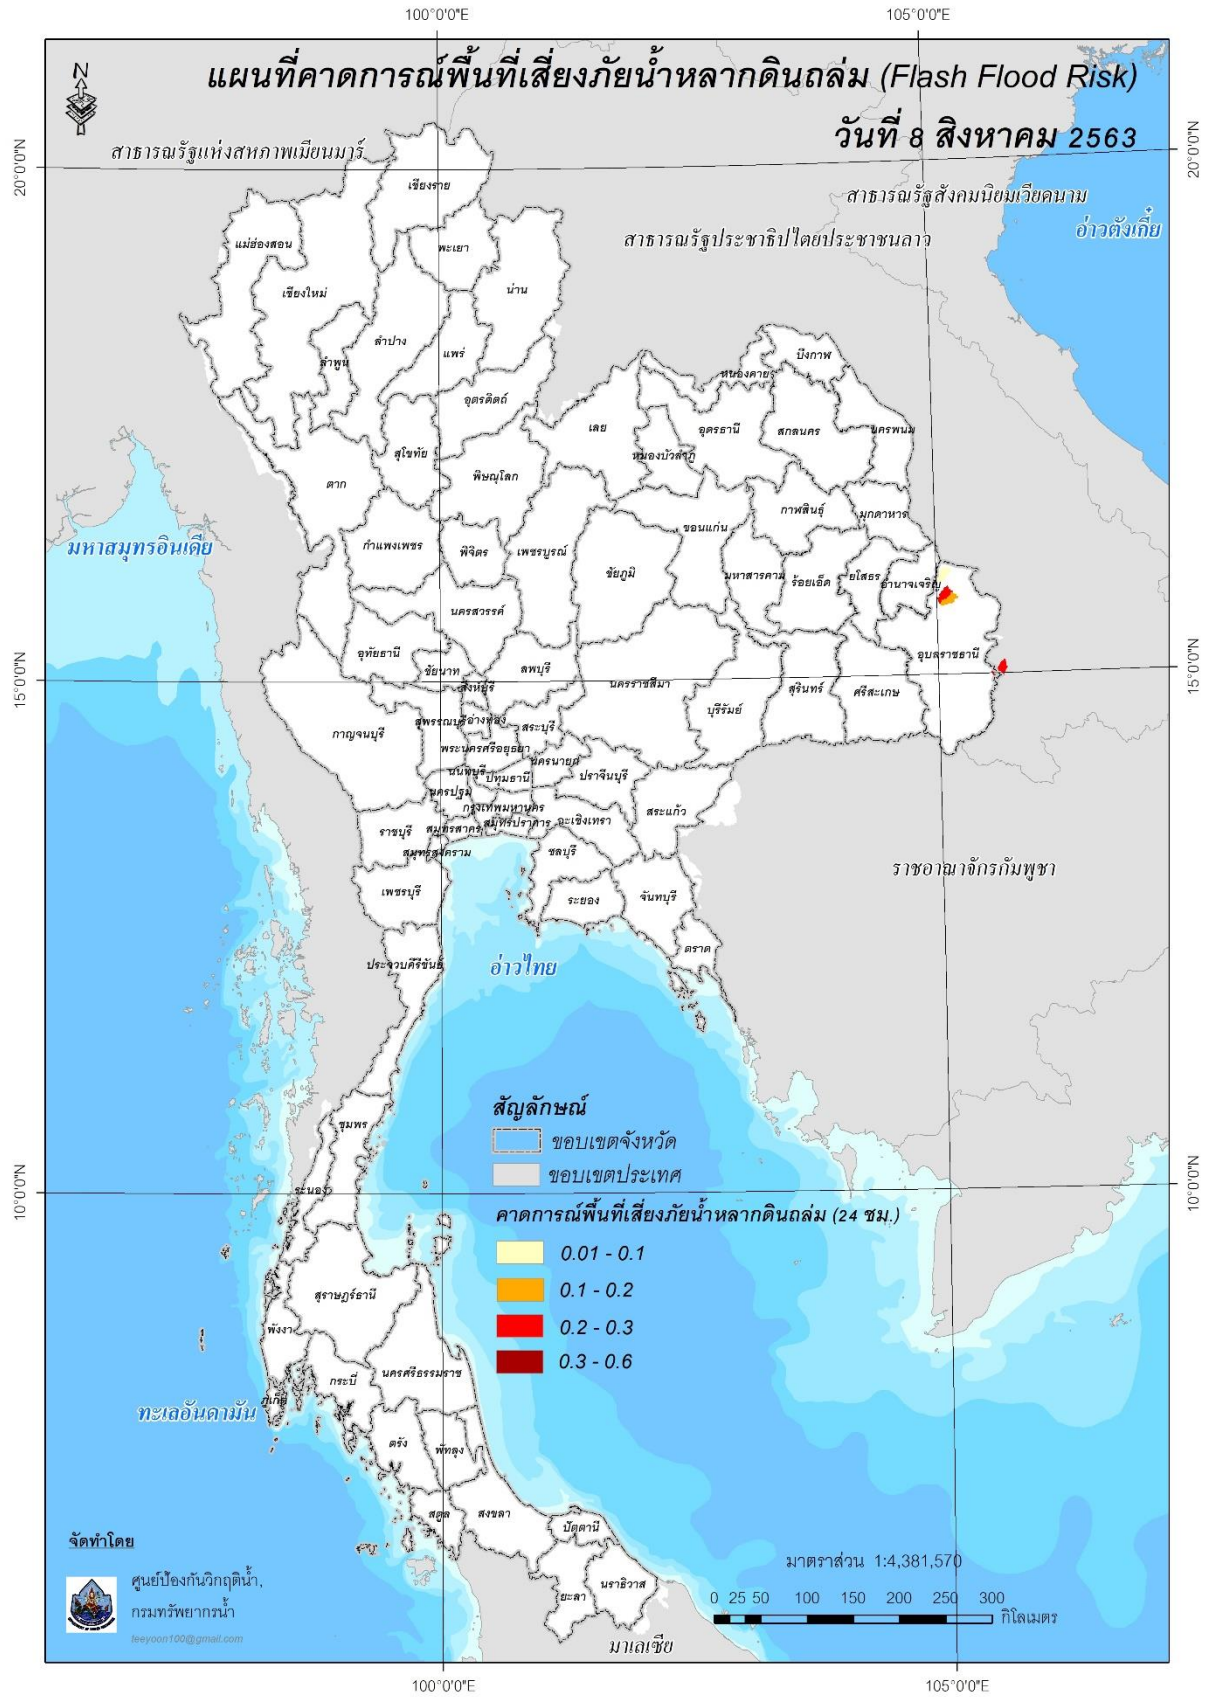 100°0'0"E
105°0'0"E
N
แผนที่คาดการณ์พื้นที่เสี่ยงภัยน้ำหลากดินถล่ม (Flash Flood Risk)
วันที่ 8 สิงหาคม 2563
สาธารณรัฐแห่งสหภาพเมียนมาร์
20°0'0"N
20°0'0"N
เชียงราย
สาธารณรัฐสังคมนิยมเวียดนาม
อ่าวตังเกี๋ย
สาธารณรัฐประชาธิปไตยประชาชนลาว
แม่ฮ่องสอน
พะเยา
เชียงใหม่
น่าน
ลำปาง
แพร่
ลำพูน
บึงกาฬ
หนองคาย
อุตรดิตถ์
เลย
อุดรธานี
สกลนคร
นครพนม
สุโขทัย
หนองบัวลำภู
ตาก
พิษณุโลก
กาฬสินธุ์
มุกดาหาร
ขอนแก่น
มหาสมุทรอินเดีย
กำแพงเพชร
พิจิตร
เพชรบูรณ์
ชัยภูมิ
มหาสารคาม
ร้อยเอ็ด
ยโสธร
อำนาจเจริญ
นครสวรรค์
อุทัยธานี
ชัยนาท
ลพบุรี
อุบลราชธานี
15°0'0"N
15°0'0"N
สิงห์บุรี
นครราชสีมา
สุรินทร์
ศรีสะเกษ
บุรีรัมย์
กาญจนบุรี
สุพรรณบุรี
อ่างทอง
สระบุรี
พระนครศรีอยุธยา
นครนายก
นนทบุรี
ปทุมธานี
ปราจีนบุรี
นครปฐม
กรุงเทพมหานคร
สระแก้ว
ราชบุรี
สมุทรสาคร
สมุทรปราการ
ฉะเชิงเทรา
สมุทรสงคราม
ชลบุรี
ราชอาณาจักรกัมพูชา
เพชรบุรี
ระยอง
จันทบุรี
ตราด
ประจวบคีรีขันธ์
อ่าวไทย
สัญลักษณ์
ขอบเขตจังหวัด
ขอบเขตประเทศ
ชุมพร
ระนอง
10°0'0"N
10°0'0"N
คาดการณ์พื้นที่เสี่ยงภัยน้ำหลากดินถล่ม (24 ชม.)
0.01 - 0.1
0.1 - 0.2
0.2 - 0.3
0.3 - 0.6
สุราษฎร์ธานี
พังงา
กระบี่
นครศรีธรรมราช
ภูเก็ต
ทะเลอันดามัน
ตรัง
พัทลุง
สตูล
สงขลา
ปัตตานี
ยะลา
นราธิวาส
มาเลเซีย
จัดทำโดย
ศูนย์ป้องกันวิกฤติน้ำ,
กรมทรัพยากรน้ำ
teeyoon100@gmail.com
มาตราส่วน 1:4,381,570
0 25 50 100 150 200 250 300
กิโลเมตร
100°0'0"E
105°0'0"E